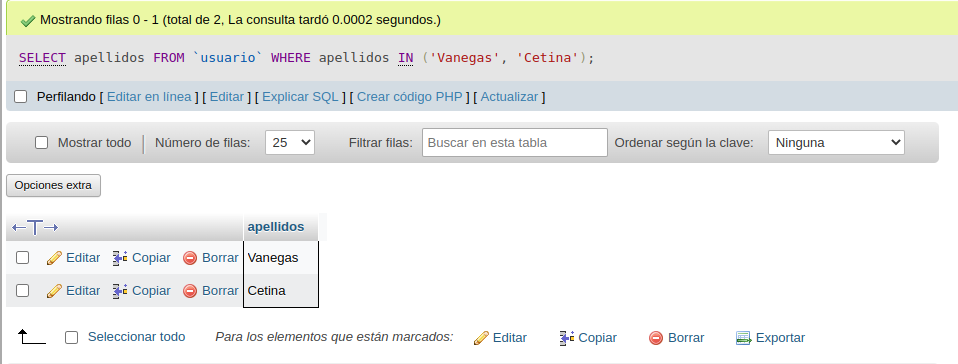 Mostrando filas 0 - 1 (total de 2, La consulta tardó 0.0002 segundos.)
SELECT apellidos FROM `usuario` WHERE apellidos IN ('Vanegas', 'Cetina');
Perfilando [ Editar en línea ] [ Editar ] [ Explicar SQL ] [ Crear código PHP ] [ Actualizar ]
Mostrar todo Número de filas: 25 Filtrar filas: Buscar en esta tabla Ordenar según la clave: Ninguna
Opciones extra
apellidos
Editar Copiar Borrar Vanegas
Editar Copiar Borrar Cetina
Seleccionar todo Para los elementos que están marcados: Editar Copiar Borrar Exportar